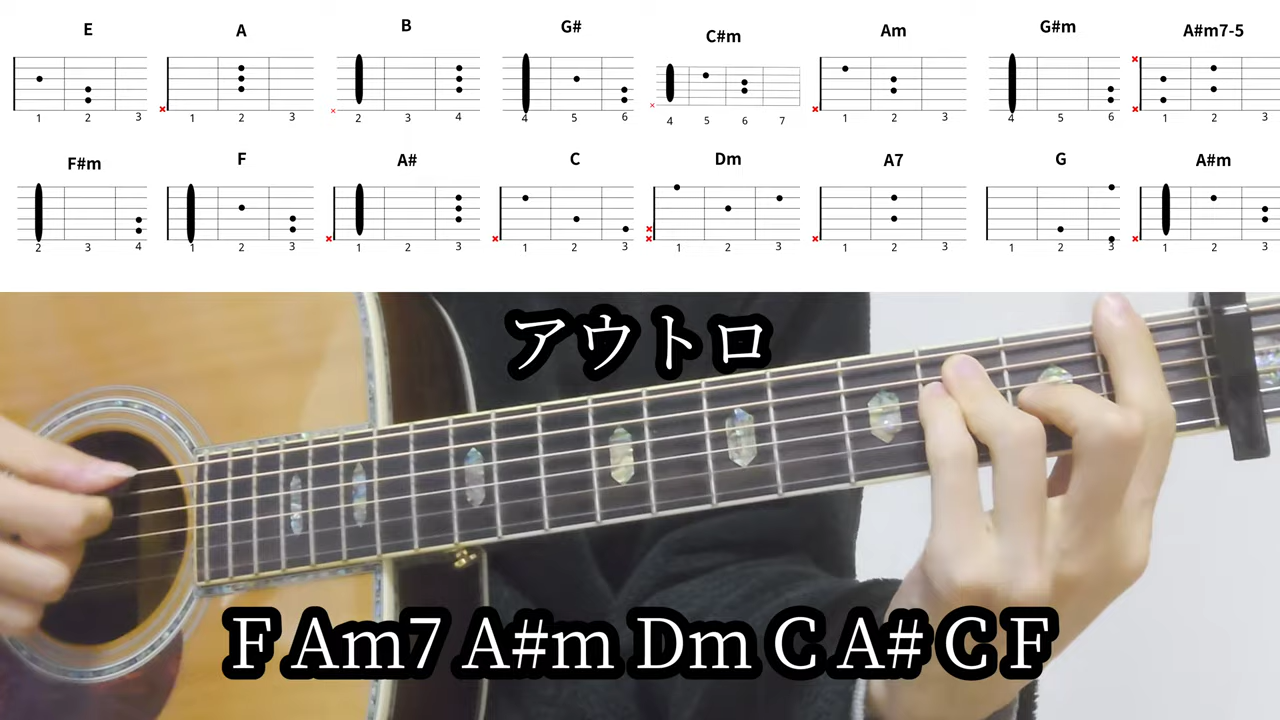 E A B G# C#m Am G#m A#m7-5
× × × × × ×
1 2 3 1 2 3 2 3 4 4 5 6 4 5 6 7 1 2 3 4 5 6 1 2 3
F#m F A# C Dm A7 G A#m
2 3 4 1 2 3 1 2 3 1 2 3 1 2 3 1 2 3 1 2 3 1 2 3
アウトロ
F Am7 A#m Dm C A# C F